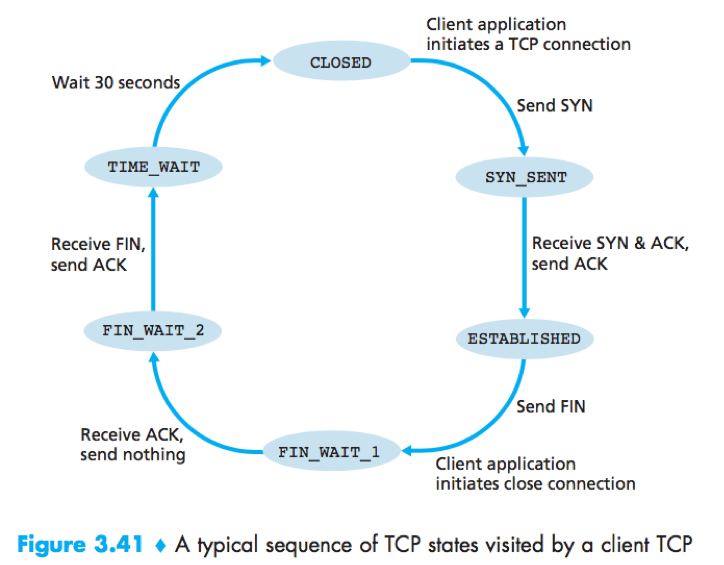 Client application
initiates a TCP connection
CLOSED
Wait 30 seconds
Send SYN
TIME_WAIT
SYN_SENT
Receive FIN,
send ACK
Receive SYN & ACK,
send ACK
FIN_WAIT_2
ESTABLISHED
Send FIN
Receive ACK,
send nothing
FIN_WAIT_1
Client application
initiates close connection
Figure 3.41 ♦ A typical sequence of TCP states visited by a client TCP